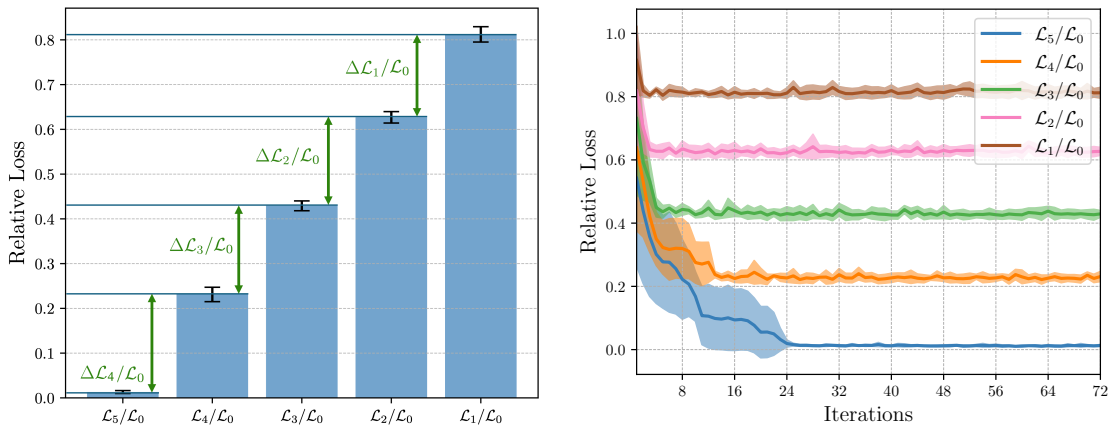 0.8
0.7
0.6
0.5
0.4
0.3
0.2
0.1
0.0
Relative Loss
Δℒ₁/ℒ₀
Δℒ₂/ℒ₀
Δℒ₃/ℒ₀
Δℒ₄/ℒ₀
ℒ₅/ℒ₀ ℒ₄/ℒ₀ ℒ₃/ℒ₀ ℒ₂/ℒ₀ ℒ₁/ℒ₀
1.0
0.8
0.6
0.4
0.2
0.0
Relative Loss
ℒ₅/ℒ₀
ℒ₄/ℒ₀
ℒ₃/ℒ₀
ℒ₂/ℒ₀
ℒ₁/ℒ₀
8 16 24 32 40 48 56 64 72
Iterations